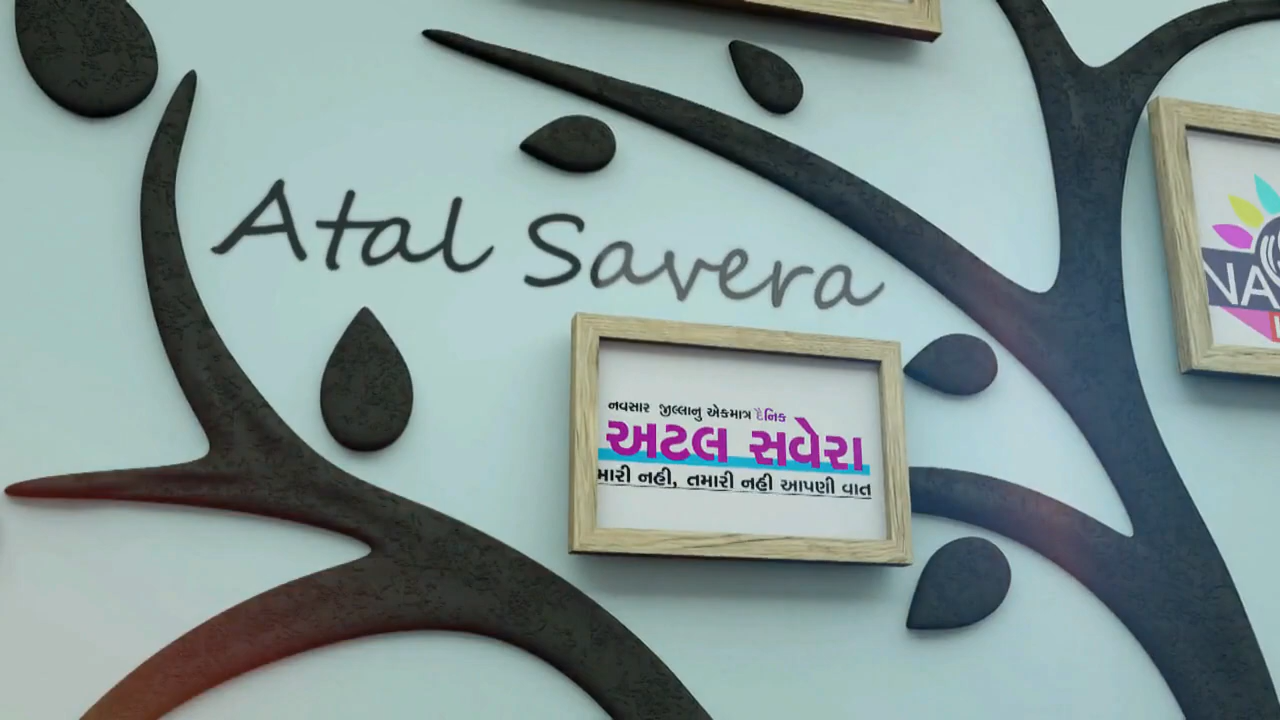 Atal Savera
નવસાર જીલ્લાનુ એકમાત્ર દૈનિક
અટલ સવેરા
મારી નહી, તમારી નહી આપણી વાત